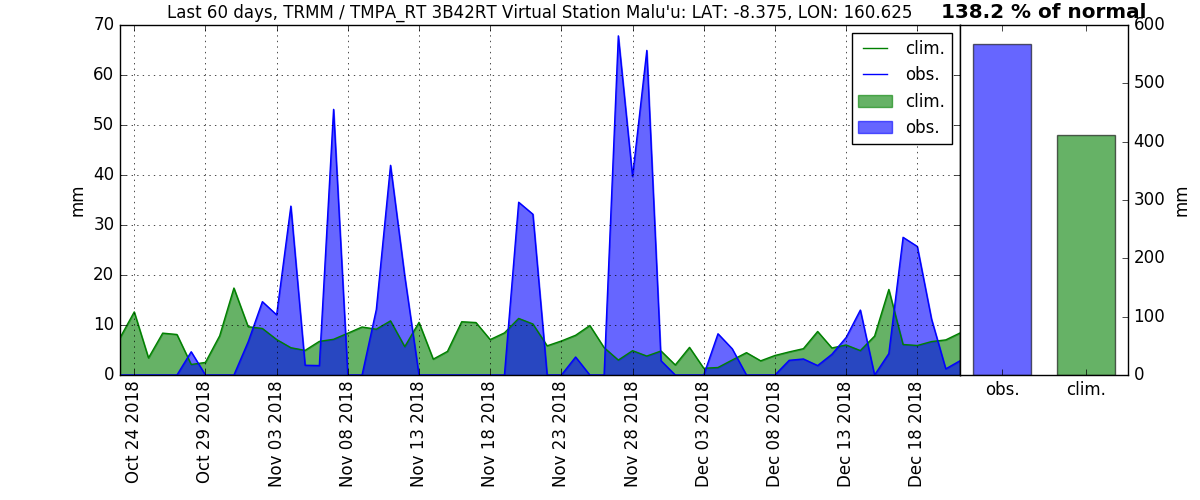 Last 60 days, TRMM / TMPA_RT 3B42RT Virtual Station Malu'u: LAT: -8.375, LON: 160.625
138.2 % of normal
70
60
50
40
30
20
10
0
mm
clim.
obs.
clim.
obs.
600
500
400
300
200
100
0
mm
obs.
clim.
Oct 24 2018
Oct 29 2018
Nov 03 2018
Nov 08 2018
Nov 13 2018
Nov 18 2018
Nov 23 2018
Nov 28 2018
Dec 03 2018
Dec 08 2018
Dec 13 2018
Dec 18 2018